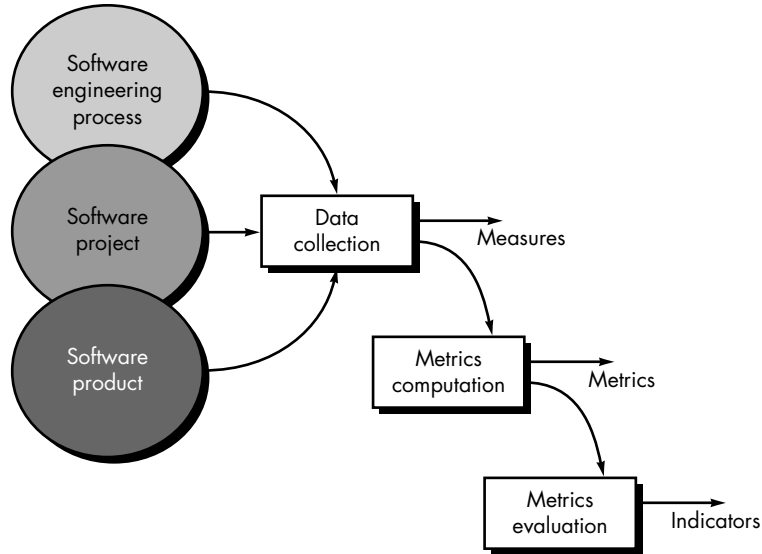 Software
engineering
process
Software
project
Data
collection
Measures
Software
product
Metrics
computation
Metrics
Metrics
evaluation
Indicators